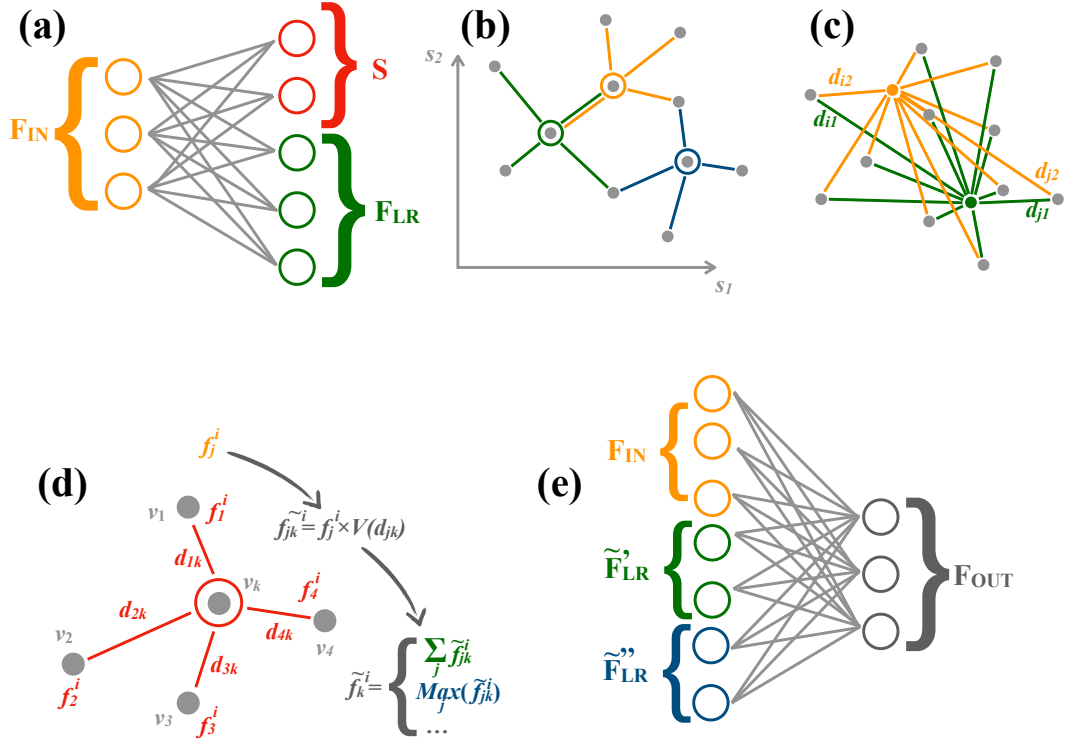 (a)
F_IN
S
F_LR
(b)
s_2
s_1
(c)
d_i2
d_i1
d_j2
d_j1
(d)
f_j^i
f̃_jk^i = f_j^i × V(d_jk)
v_1
f_1^i
d_1k
v_k
f_4^i
d_2k
d_4k
v_4
v_2
f_2^i
d_3k
v_3
f_3^i
f̃_k^i = {
∑_j f̃_jk^i
Max_j(f̃_jk^i)
...
(e)
F_IN
F̃'_LR
F̃''_LR
F_OUT